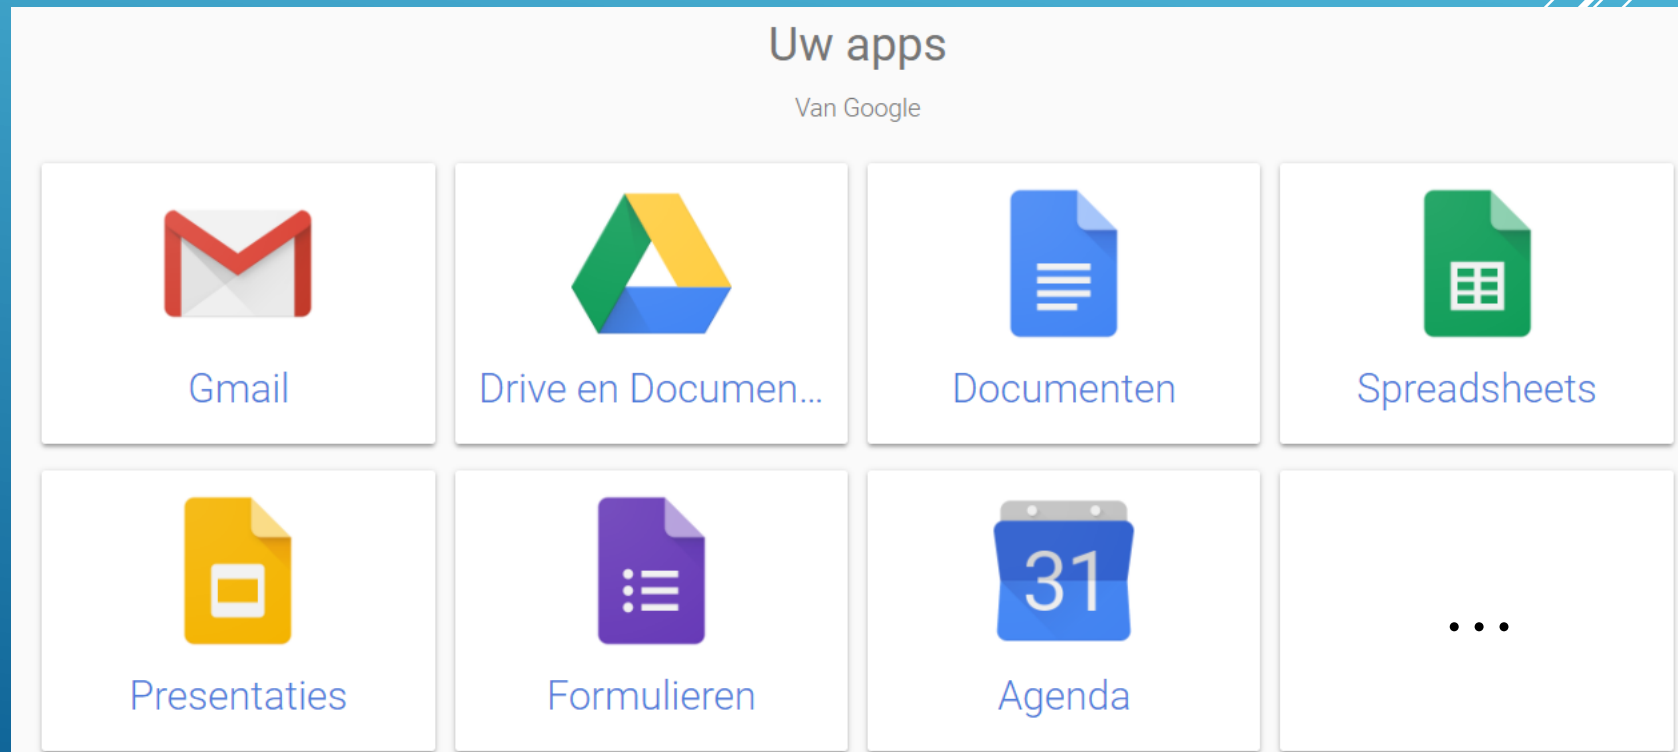 Uw apps
Van Google
Gmail
Drive en Documen...
Documenten
Spreadsheets
31
Presentaties
Formulieren
Agenda
...